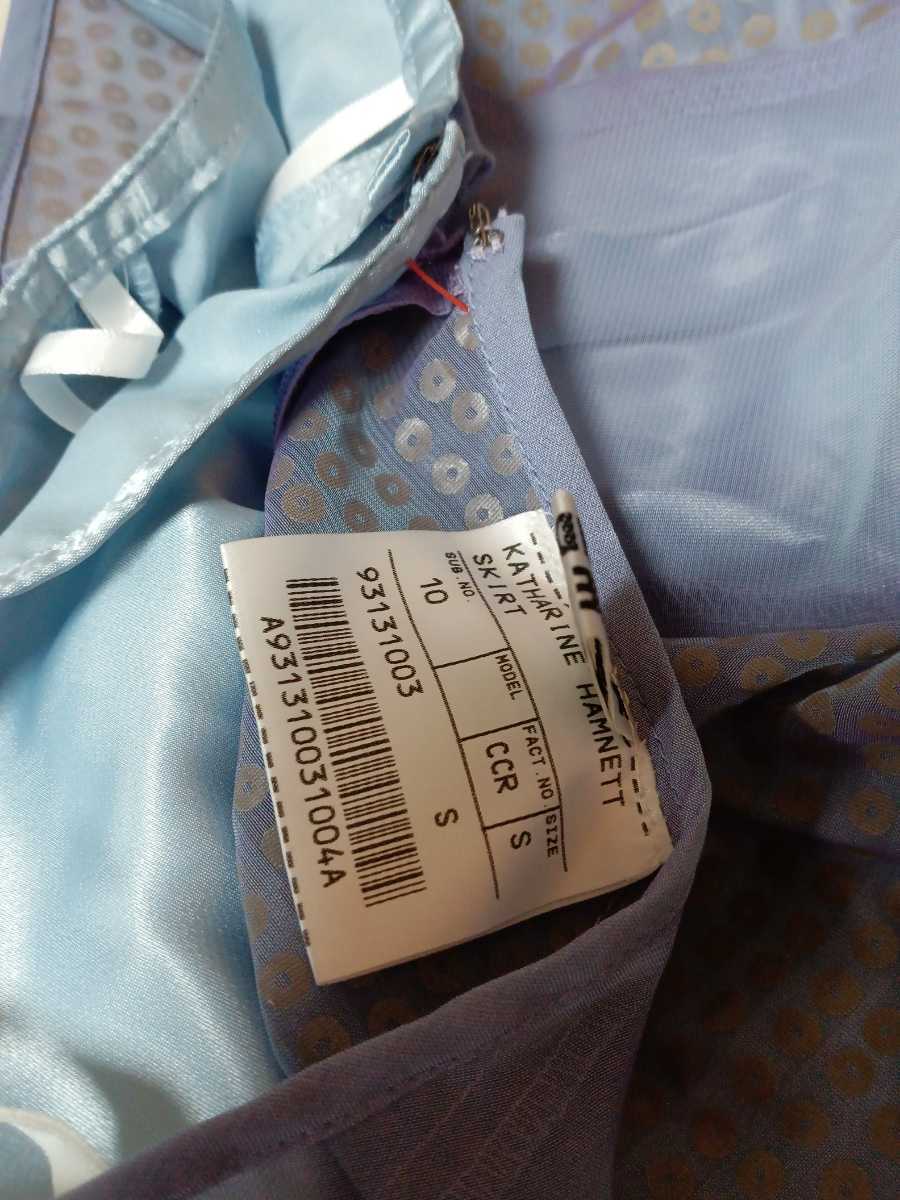 KATHARINE HAMNETT
SKIRT
SUB.NO. MODEL FACT.NO SIZE
10 CCR S
93131003 S
A931310031004A